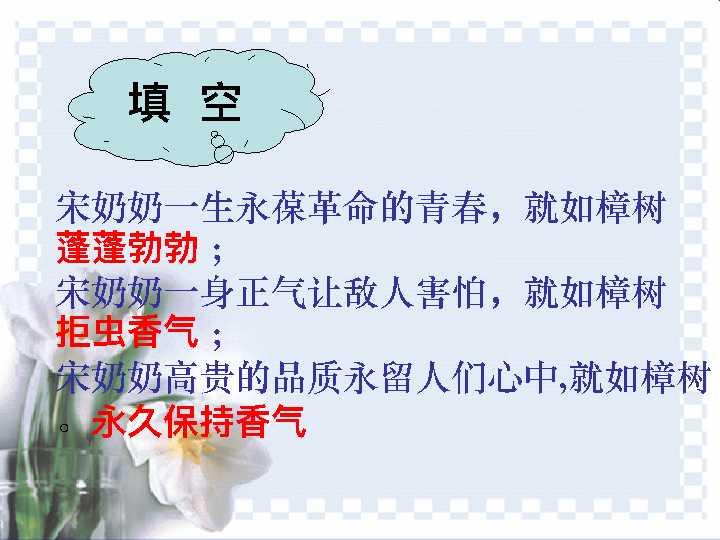 填 空
宋奶奶一生永葆革命的青春，就如樟树
蓬蓬勃勃；
宋奶奶一身正气让敌人害怕，就如樟树
拒虫香气；
宋奶奶高贵的品质永留人们心中,就如樟树
。永久保持香气